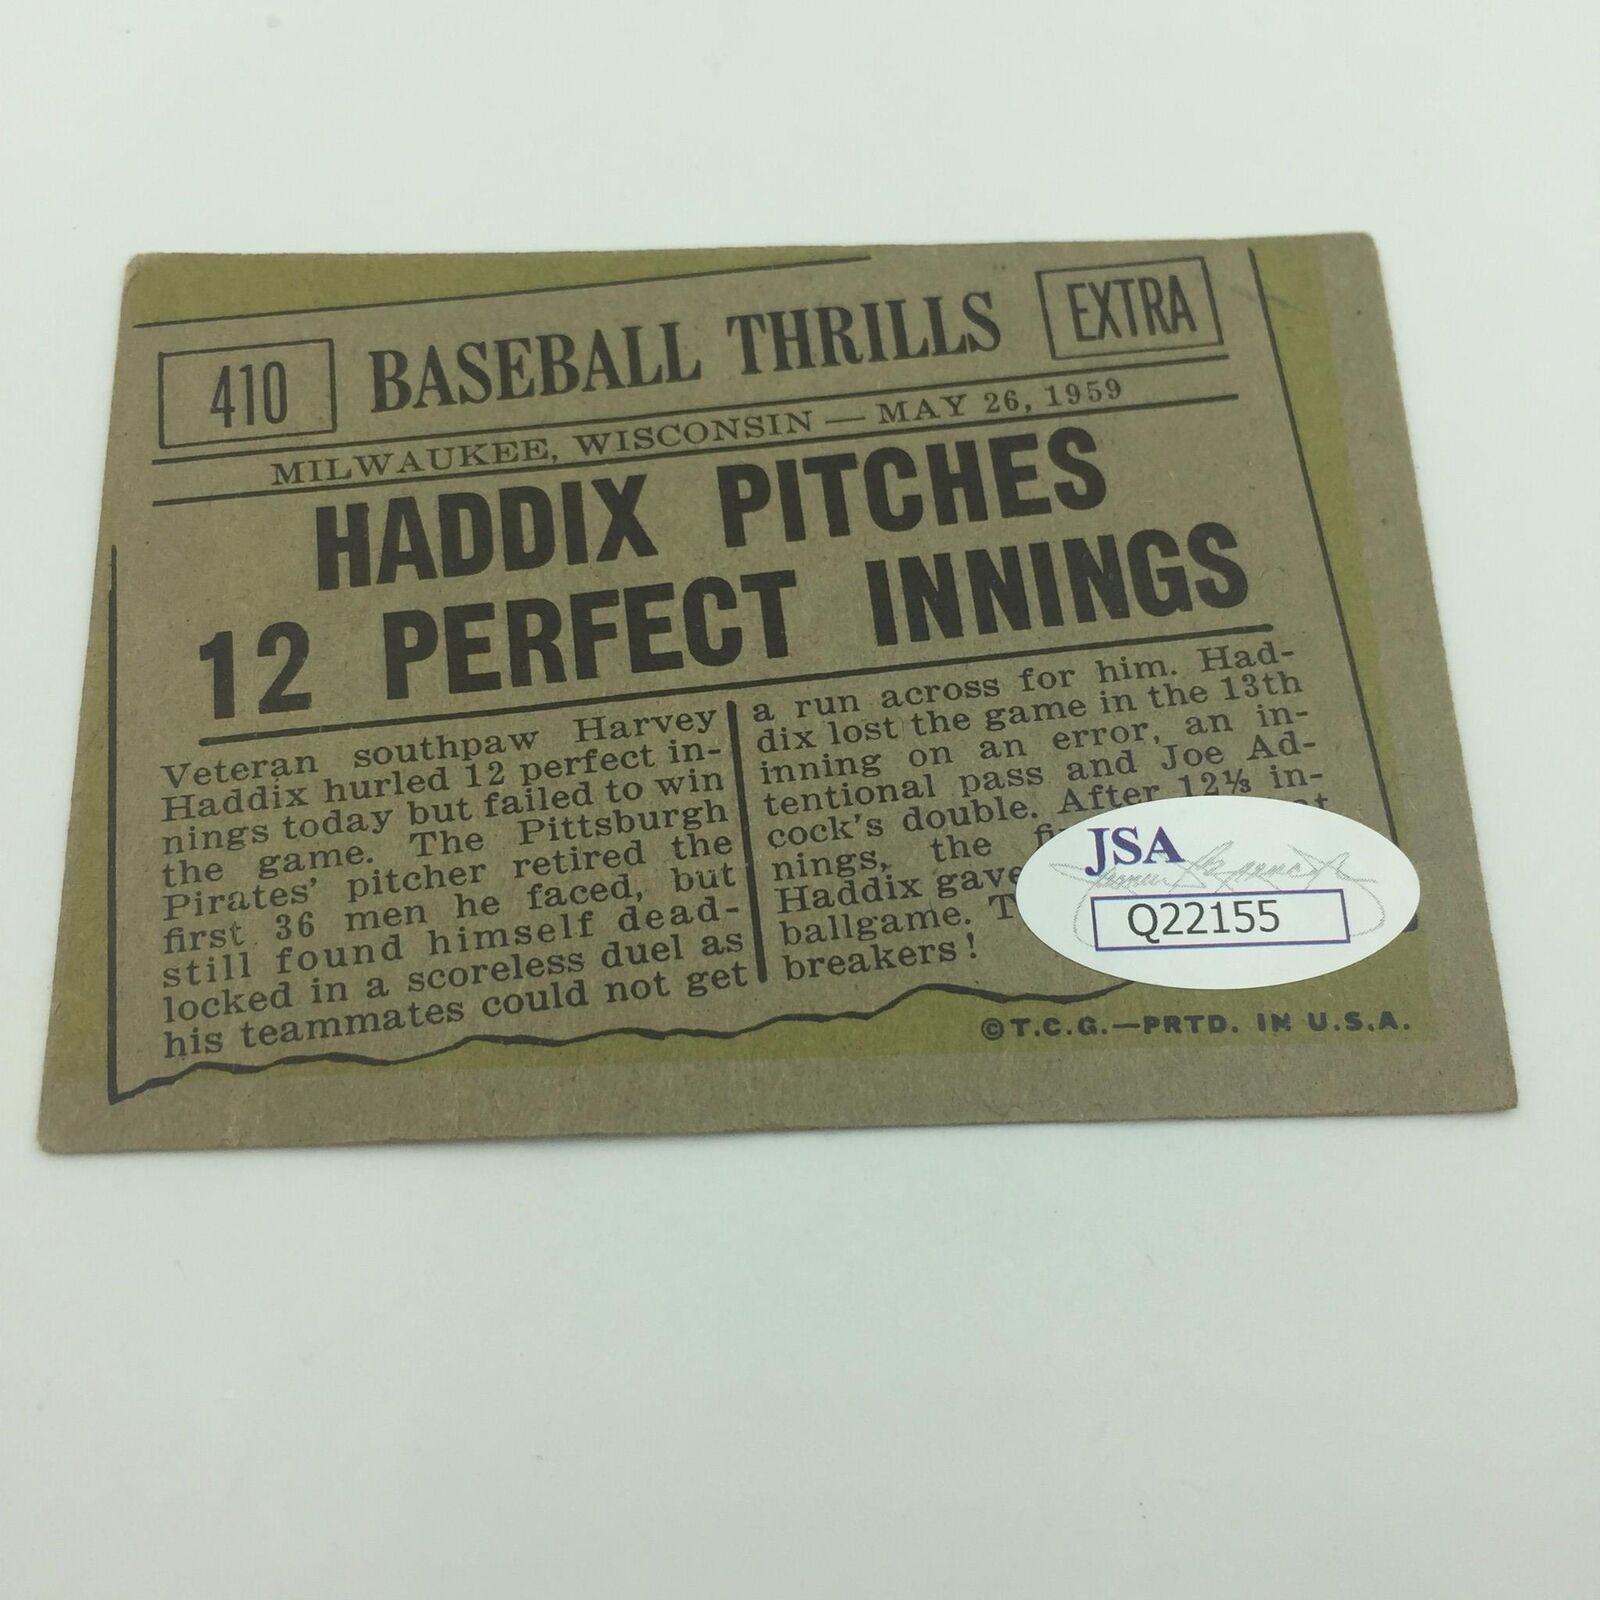 410
BASEBALL THRILLS
EXTRA
MILWAUKEE, WISCONSIN — MAY 26, 1959
HADDIX PITCHES
12 PERFECT INNINGS
Veteran southpaw Harvey
Haddix hurled 12 perfect in-
nings today but failed to win
the game. The Pittsburgh
Pirates' pitcher retired the
first 36 men he faced, but
still found himself dead-
locked in a scoreless duel as
his teammates could not get
a run across for him. Had-
dix lost the game in the 13th
inning on an error, an in-
tentional pass and Joe Ad-
cock's double. After 12⅓ in-
nings, the
Haddix gave
ballgame.
breakers!
JSA
Q22155
©T.C.G.—PRTD. IN U.S.A.